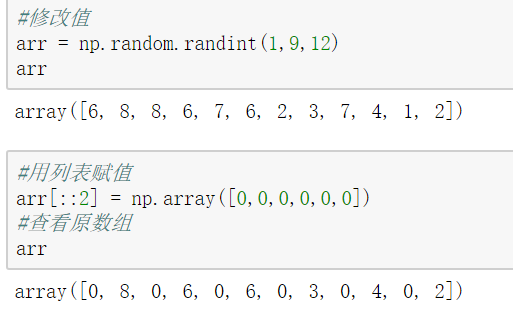 #修改值
arr = np.random.randint(1,9,12)
arr
array([6, 8, 8, 6, 7, 6, 2, 3, 7, 4, 1, 2])
#用列表赋值
arr[::2] = np.array([0,0,0,0,0,0])
#查看原数组
arr
array([0, 8, 0, 6, 0, 6, 0, 3, 0, 4, 0, 2])